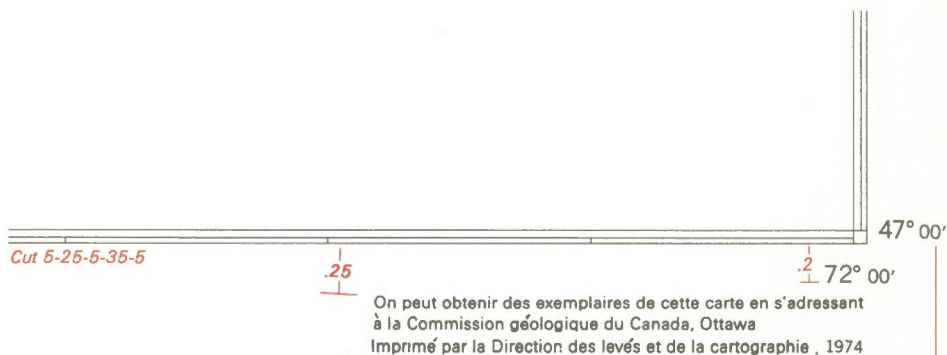 47° 00'
Cut 5-25-5-35-5
.25
.2
72° 00'
On peut obtenir des exemplaires de cette carte en s'adressant
à la Commission géologique du Canada, Ottawa
Imprimé par la Direction des levés et de la cartographie , 1974